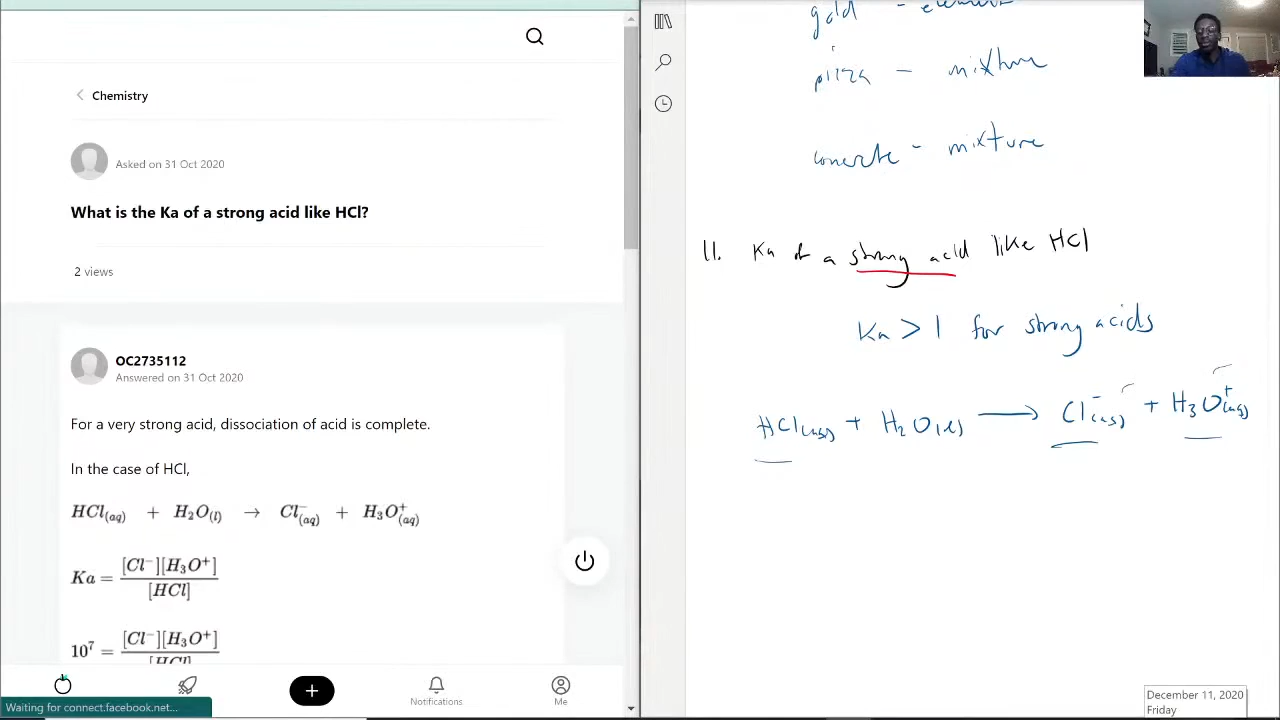 Chemistry
Asked on 31 Oct 2020
What is the Ka of a strong acid like HCl?
2 views
OC2735112
Answered on 31 Oct 2020
For a very strong acid, dissociation of acid is complete.
In the case of HCl,
HCl(aq) + H2O(l) → Cl⁻(aq) + H3O⁺(aq)
Ka = [Cl⁻][H3O⁺] / [HCl]
10⁷ = [Cl⁻][H3O⁺] / [HCl]
Notifications
Me
Waiting for connect.facebook.net...
gold - element
pizza - mixture
concrete - mixture
11. Ka of a strong acid like HCl
Ka > 1 for strong acids
HCl(aq) + H2O(l) → Cl⁻(aq) + H3O⁺(aq)
December 11, 2020
Friday